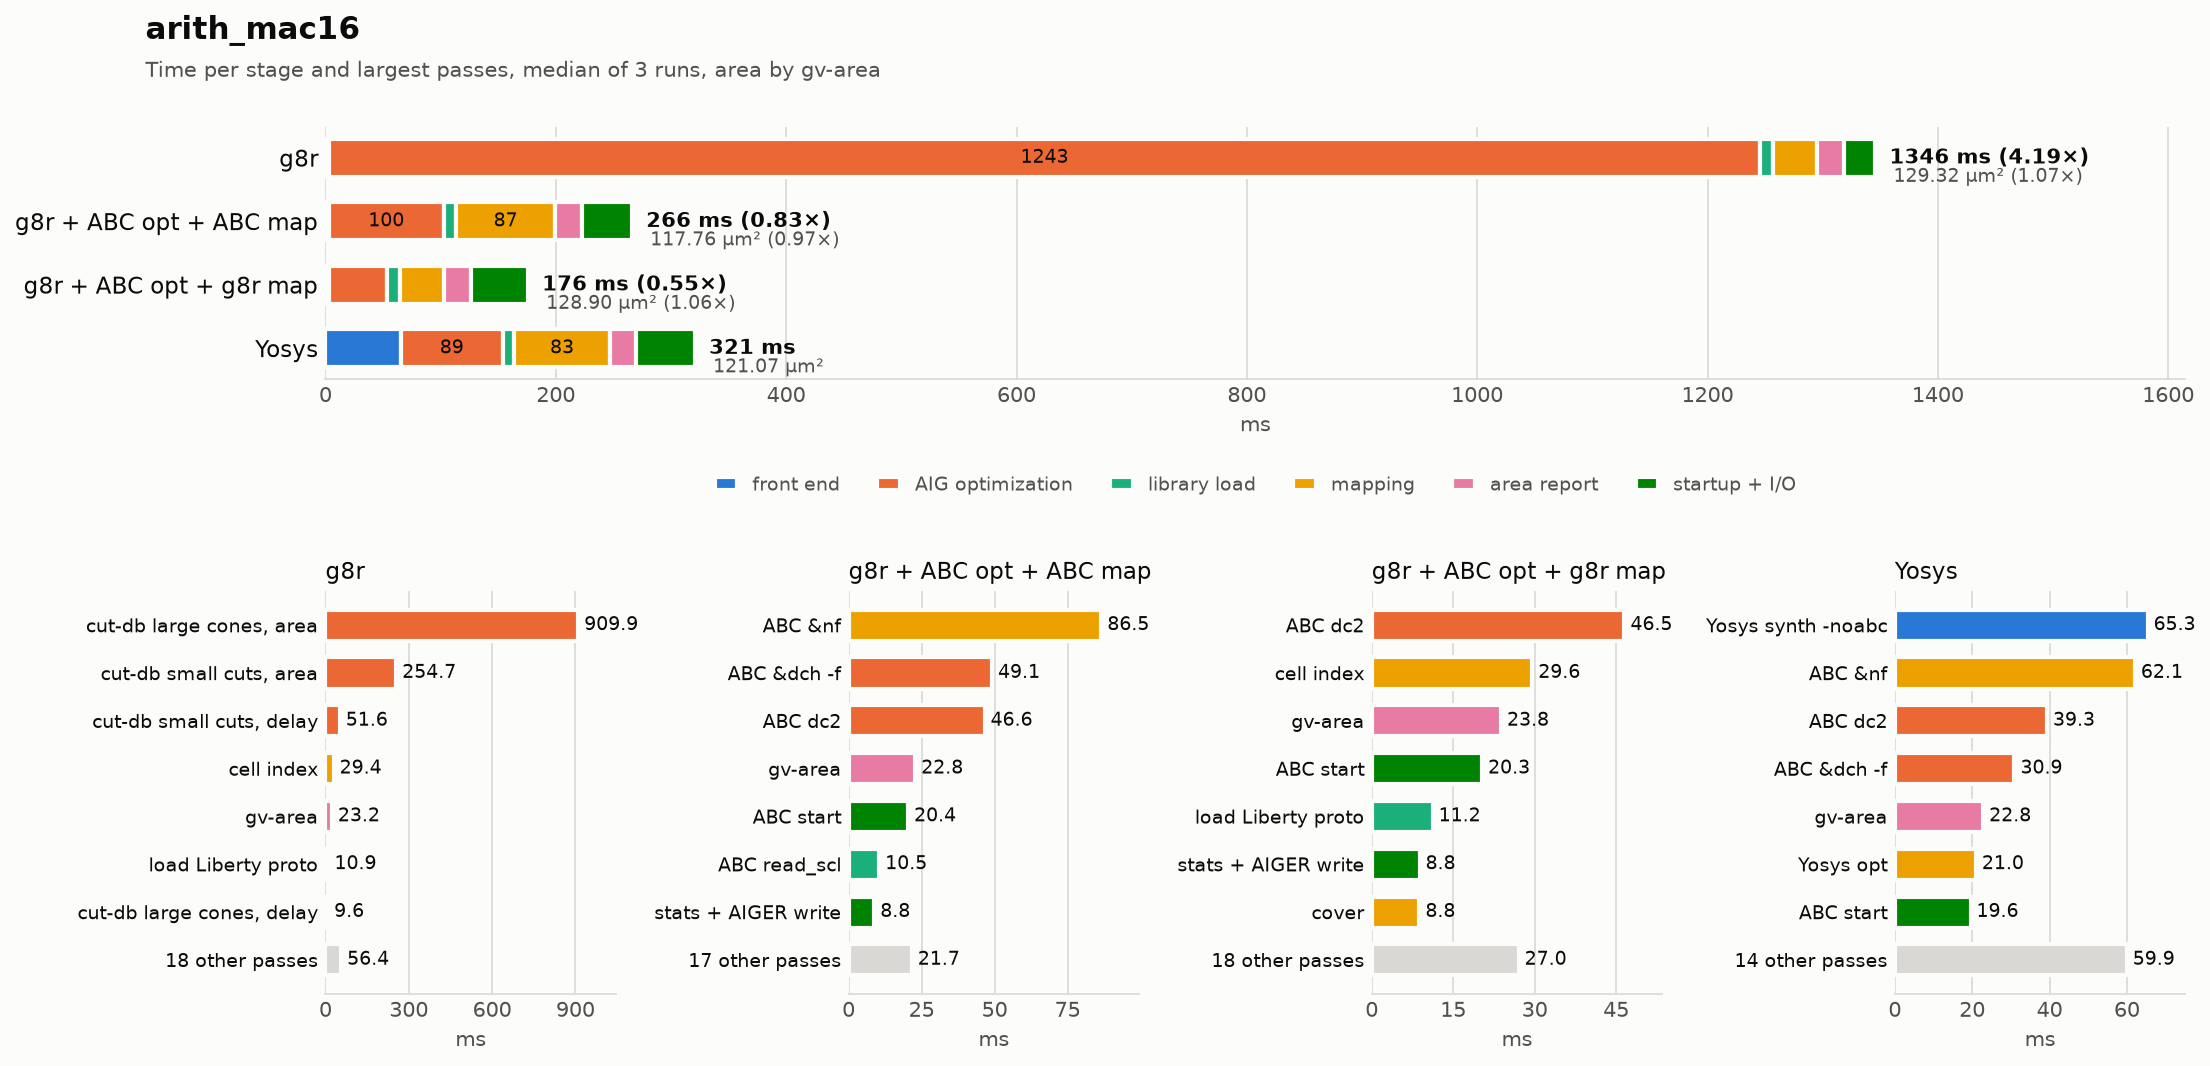 arith_mac16
Time per stage and largest passes, median of 3 runs, area by gv-area
g8r
1243
1346 ms (4.19×)
129.32 µm² (1.07×)
g8r + ABC opt + ABC map
100
87
266 ms (0.83×)
117.76 µm² (0.97×)
g8r + ABC opt + g8r map
176 ms (0.55×)
128.90 µm² (1.06×)
Yosys
89
83
321 ms
121.07 µm²
0 200 400 600 800 1000 1200 1400 1600
ms
front end AIG optimization library load mapping area report startup + I/O
g8r
cut-db large cones, area 909.9
cut-db small cuts, area 254.7
cut-db small cuts, delay 51.6
cell index 29.4
gv-area 23.2
load Liberty proto 10.9
cut-db large cones, delay 9.6
18 other passes 56.4
0 300 600 900
ms
g8r + ABC opt + ABC map
ABC &nf 86.5
ABC &dch -f 49.1
ABC dc2 46.6
gv-area 22.8
ABC start 20.4
ABC read_scl 10.5
stats + AIGER write 8.8
17 other passes 21.7
0 25 50 75
ms
g8r + ABC opt + g8r map
ABC dc2 46.5
cell index 29.6
gv-area 23.8
ABC start 20.3
load Liberty proto 11.2
stats + AIGER write 8.8
cover 8.8
18 other passes 27.0
0 15 30 45
ms
Yosys
Yosys synth -noabc 65.3
ABC &nf 62.1
ABC dc2 39.3
ABC &dch -f 30.9
gv-area 22.8
Yosys opt 21.0
ABC start 19.6
14 other passes 59.9
0 20 40 60
ms